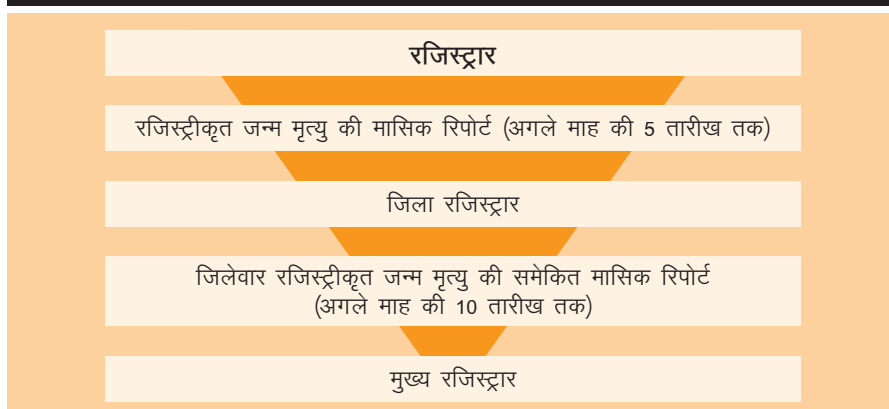 रजिस्ट्रार
रजिस्ट्रीकृत जन्म मृत्यु की मासिक रिपोर्ट (अगले माह की 5 तारीख तक)
जिला रजिस्ट्रार
जिलेवार रजिस्ट्रीकृत जन्म मृत्यु की समेकित मासिक रिपोर्ट
(अगले माह की 10 तारीख तक)
मुख्य रजिस्ट्रार